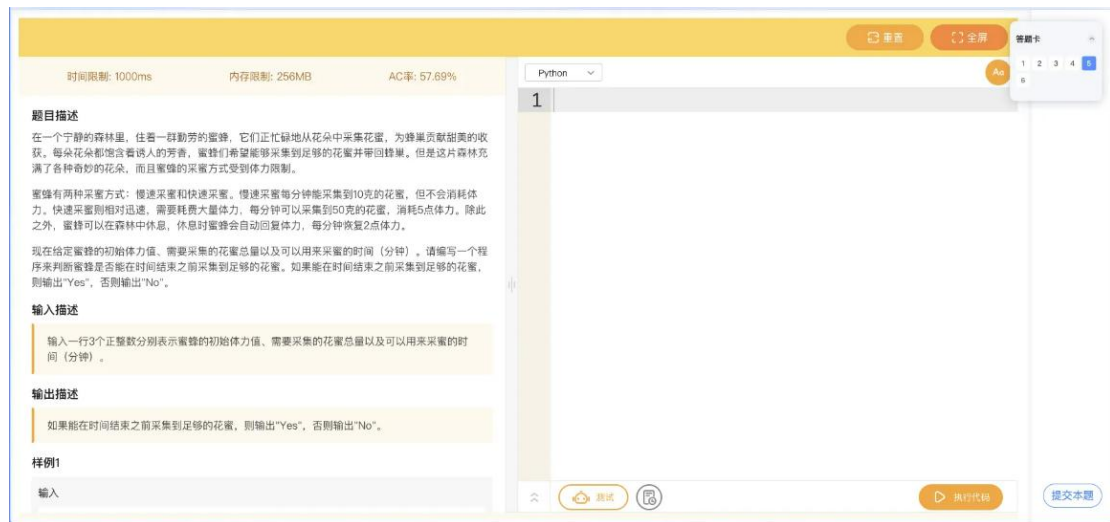 重置
全屏
答题卡
1 2 3 4 5
6
时间限制: 1000ms
内存限制: 256MB
AC率: 57.69%
Python
Aa
1
题目描述
在一个宁静的森林里，住着一群勤劳的蜜蜂，它们正忙碌地从花朵中采集花蜜，为蜂巢贡献甜美的收
获。每朵花朵都饱含着诱人的芳香，蜜蜂们希望能够采集到足够的花蜜并带回蜂巢。但是这片森林充
满了各种奇妙的花朵，而且蜜蜂的采蜜方式受到体力限制。
蜜蜂有两种采蜜方式：慢速采蜜和快速采蜜。慢速采蜜每分钟能采集到10克的花蜜，但不会消耗体
力。快速采蜜则相对迅速，需要耗费大量体力，每分钟可以采集到50克的花蜜，消耗5点体力。除此
之外，蜜蜂可以在森林中休息，休息时蜜蜂会自动回复体力，每分钟恢复2点体力。
现在给定蜜蜂的初始体力值、需要采集的花蜜总量以及可以用来采蜜的时间（分钟）。请编写一个程
序来判断蜜蜂是否能在时间结束之前采集到足够的花蜜。如果能在时间结束之前采集到足够的花蜜，
则输出"Yes"，否则输出"No"。
输入描述
输入一行3个正整数分别表示蜜蜂的初始体力值、需要采集的花蜜总量以及可以用来采蜜的时
间（分钟）。
输出描述
如果能在时间结束之前采集到足够的花蜜，则输出"Yes"，否则输出"No"。
样例1
输入
测试
执行代码
提交本题